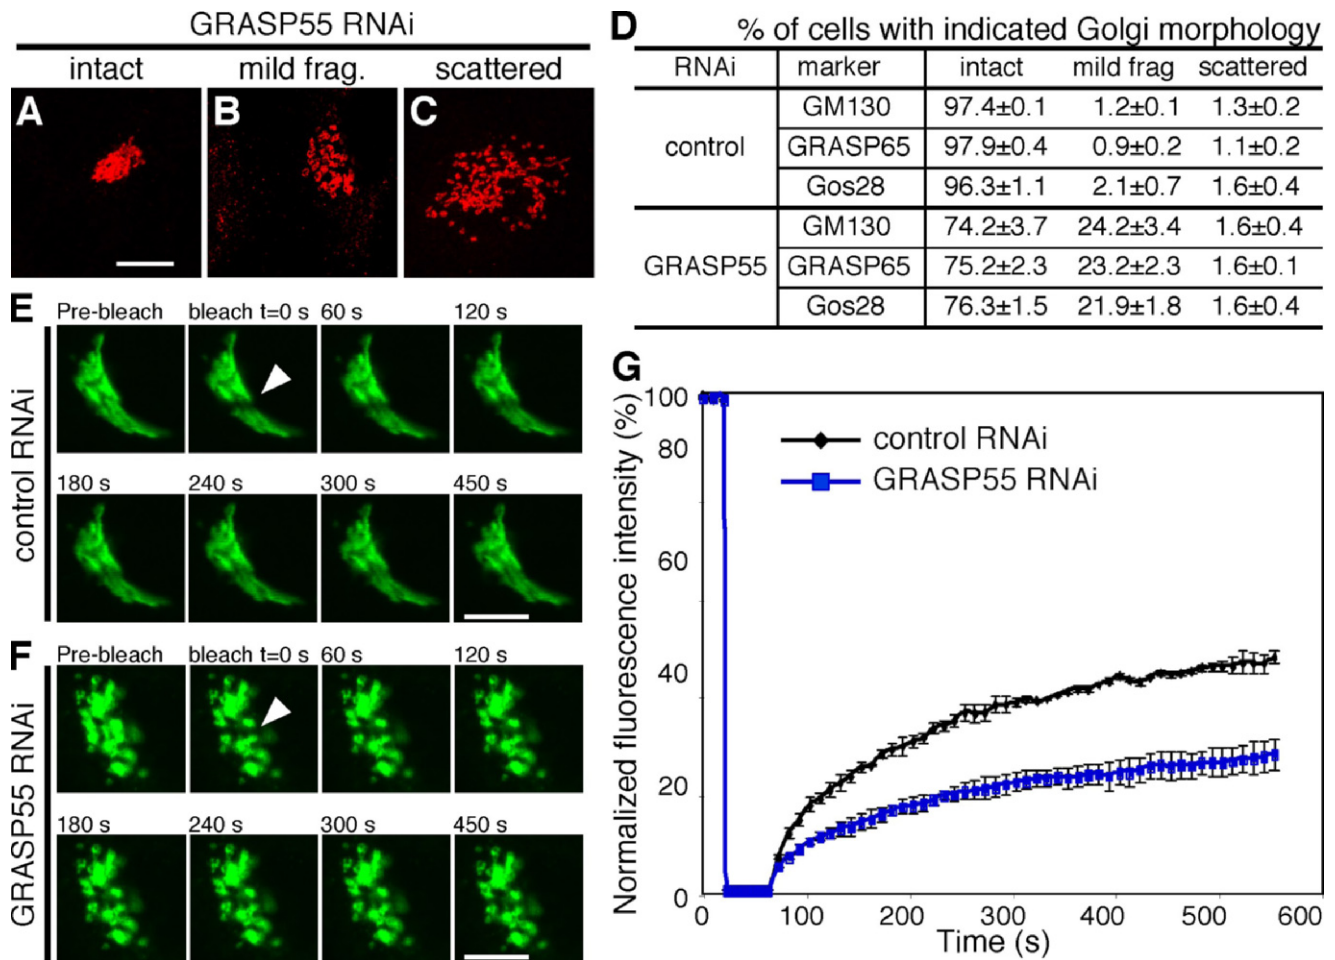 GRASP55 RNAi
intact mild frag. scattered
A B C
D % of cells with indicated Golgi morphology
RNAi marker intact mild frag scattered
control GM130 97.4±0.1 1.2±0.1 1.3±0.2
GRASP65 97.9±0.4 0.9±0.2 1.1±0.2
Gos28 96.3±1.1 2.1±0.7 1.6±0.4
GRASP55 GM130 74.2±3.7 24.2±3.4 1.6±0.4
GRASP65 75.2±2.3 23.2±2.3 1.6±0.1
Gos28 76.3±1.5 21.9±1.8 1.6±0.4
E Pre-bleach bleach t=0 s 60 s 120 s
control RNAi
180 s 240 s 300 s 450 s
F Pre-bleach bleach t=0 s 60 s 120 s
GRASP55 RNAi
180 s 240 s 300 s 450 s
G
Normalized fluorescence intensity (%)
100
80
60
40
20
0
control RNAi
GRASP55 RNAi
0 100 200 300 400 500 600
Time (s)